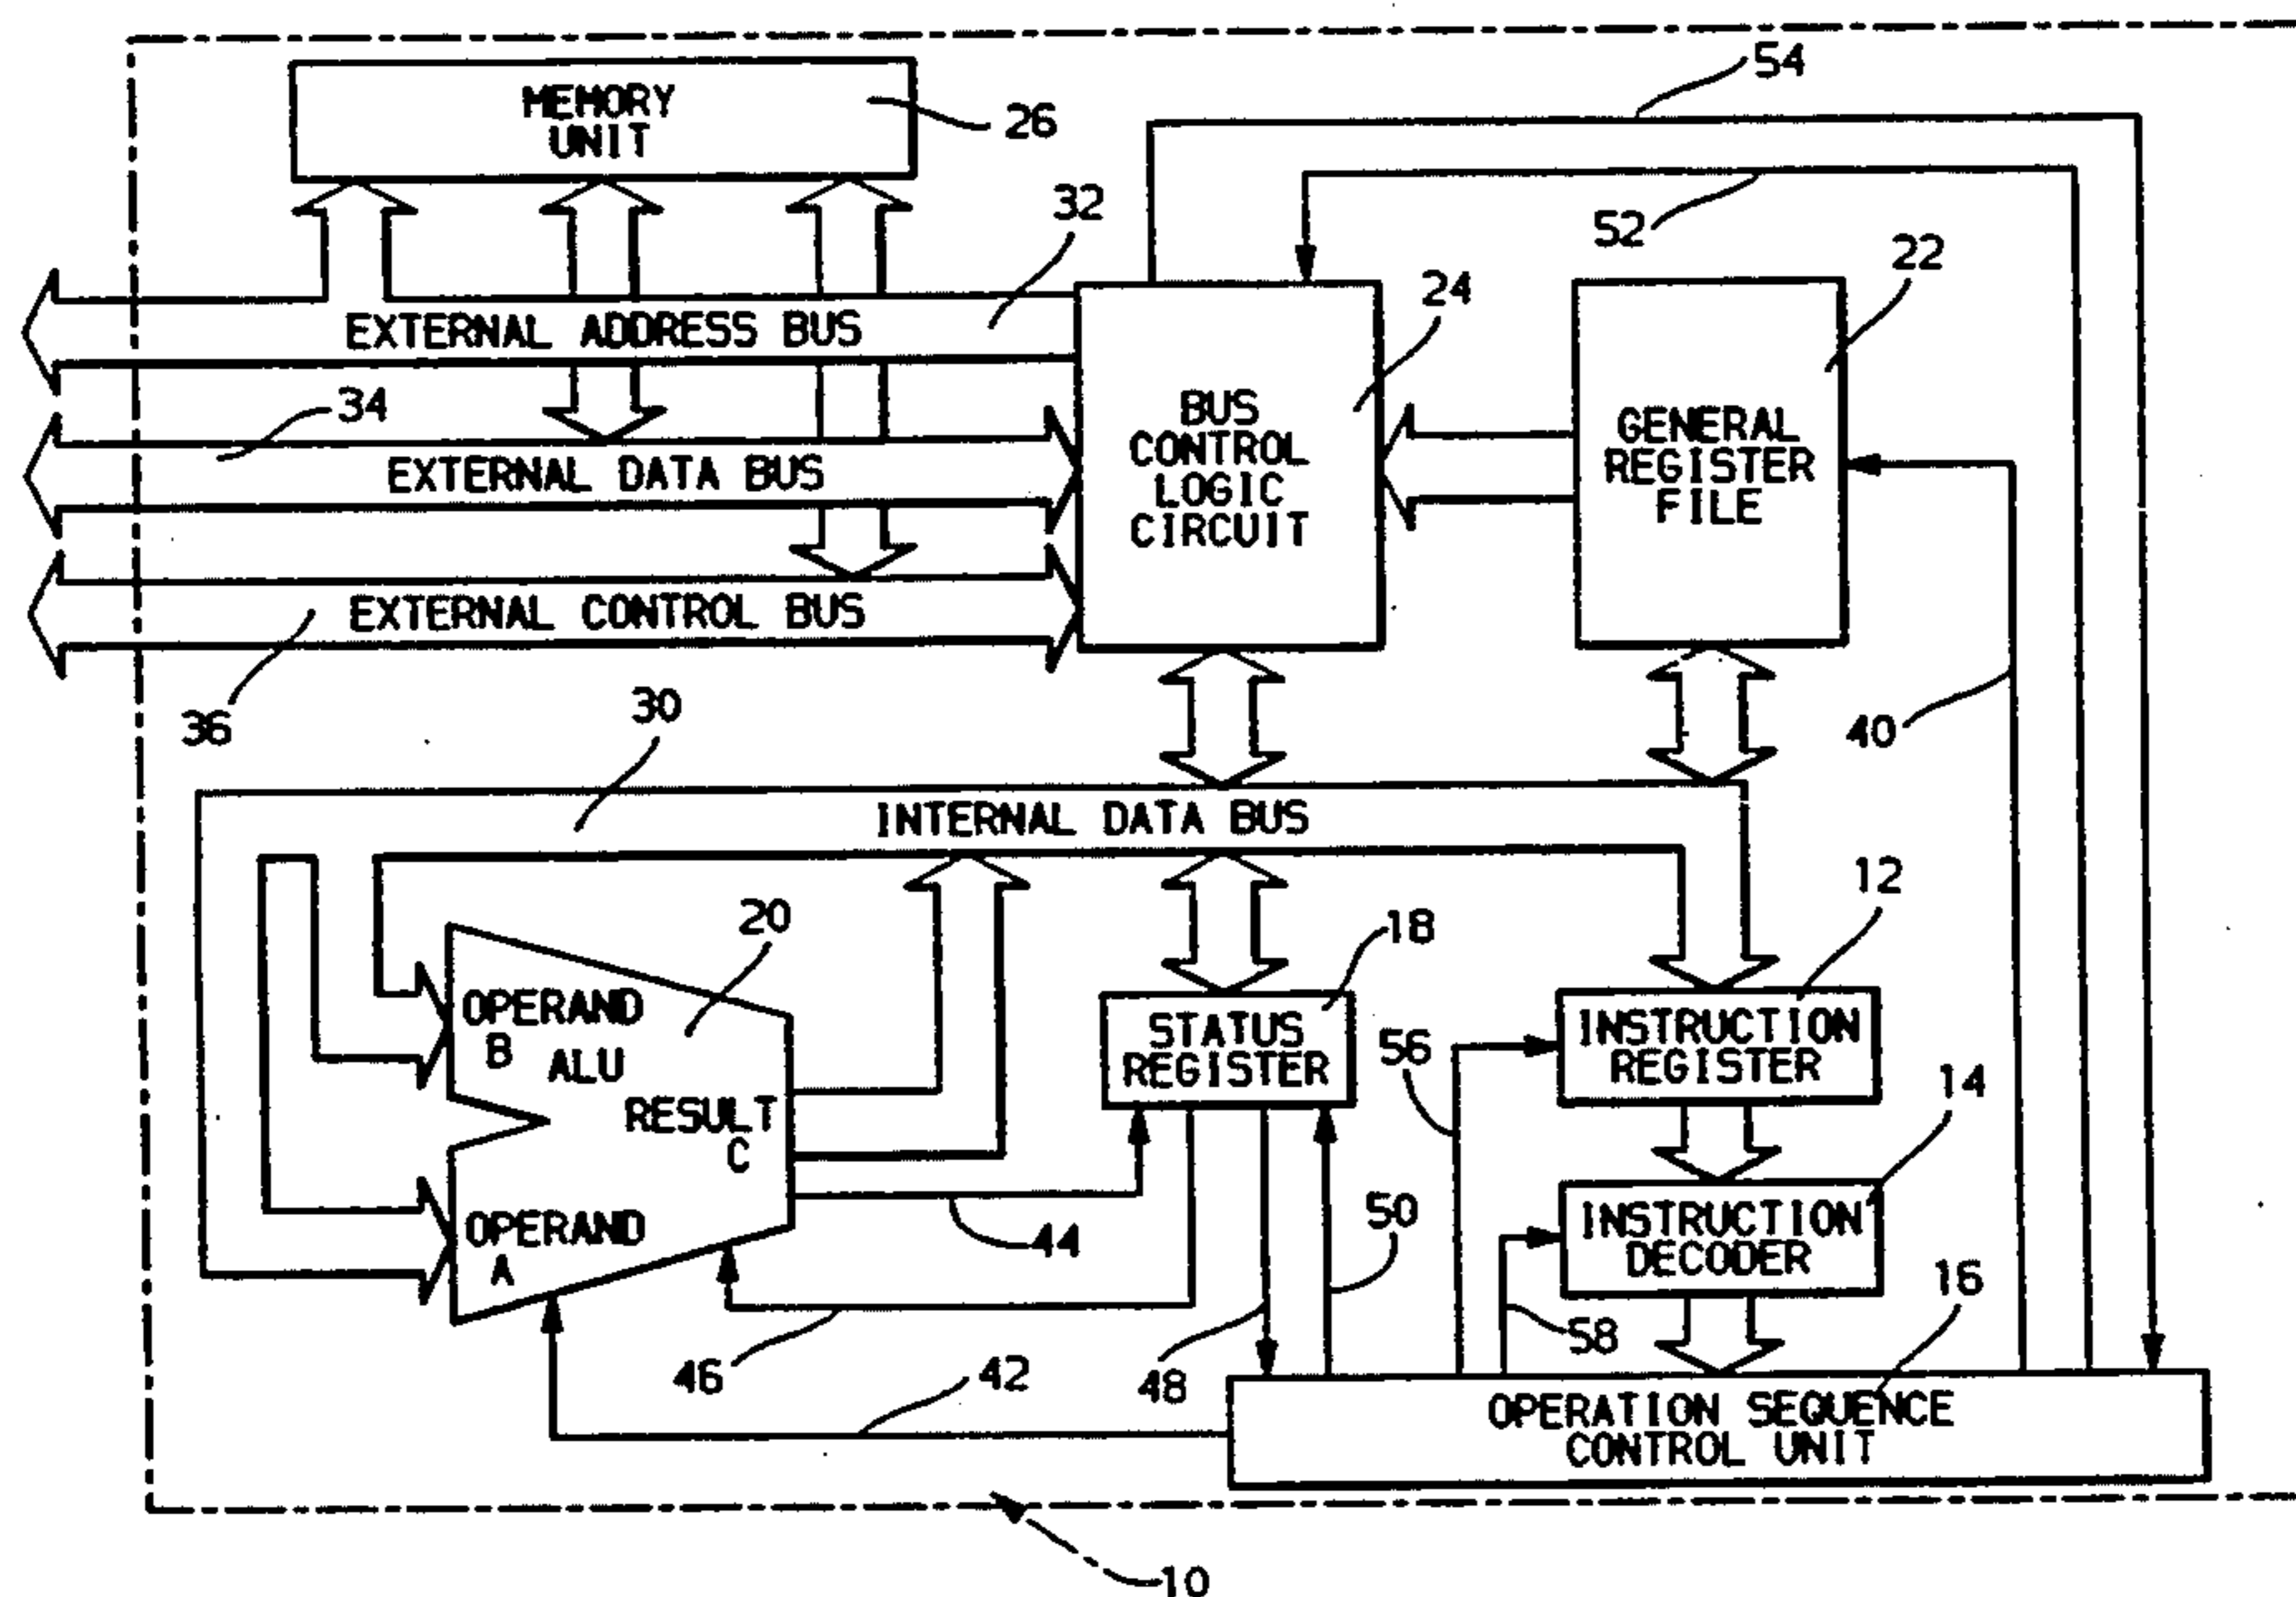 54
MEMORY
UNIT
26
32
52
22
24
EXTERNAL ADDRESS BUS
34
BUS
CONTROL
LOGIC
CIRCUIT
GENERAL
REGISTER
FILE
EXTERNAL DATA BUS
EXTERNAL CONTROL BUS
36
30
40
INTERNAL DATA BUS
12
20
18
OPERAND
B
ALU
STATUS
REGISTER
56
INSTRUCTION
REGISTER
14
RESULT
C
OPERAND
A
44
50
INSTRUCTION
DECODER
16
58
46
42
48
OPERATION SEQUENCE
CONTROL UNIT
10